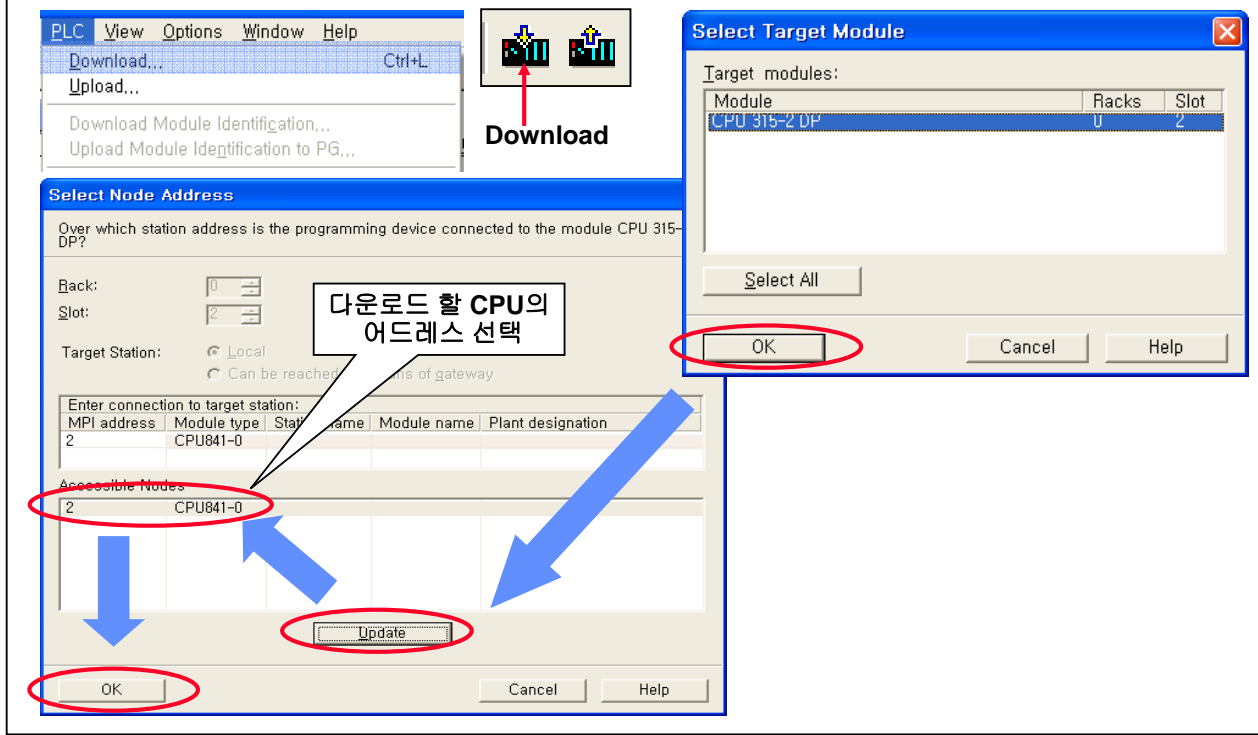 PLC View Options Window Help
Download... Ctrl+L
Upload...
Download Module Identification...
Upload Module Identification to PG...
Download
Select Target Module
Target modules:
Module Racks Slot
CPU 315-2 DP 0 2
Select All
OK Cancel Help
Select Node Address
Over which station address is the programming device connected to the module CPU 315-
DP?
Rack: 0
Slot: 2
다운로드 할 CPU의
어드레스 선택
Target Station: Local
Can be reached of gateway
Enter connection to target station:
MPI address Module type Module name Plant designation
2 CPU841-0
Accessible Nodes
2 CPU841-0
Update
OK Cancel Help